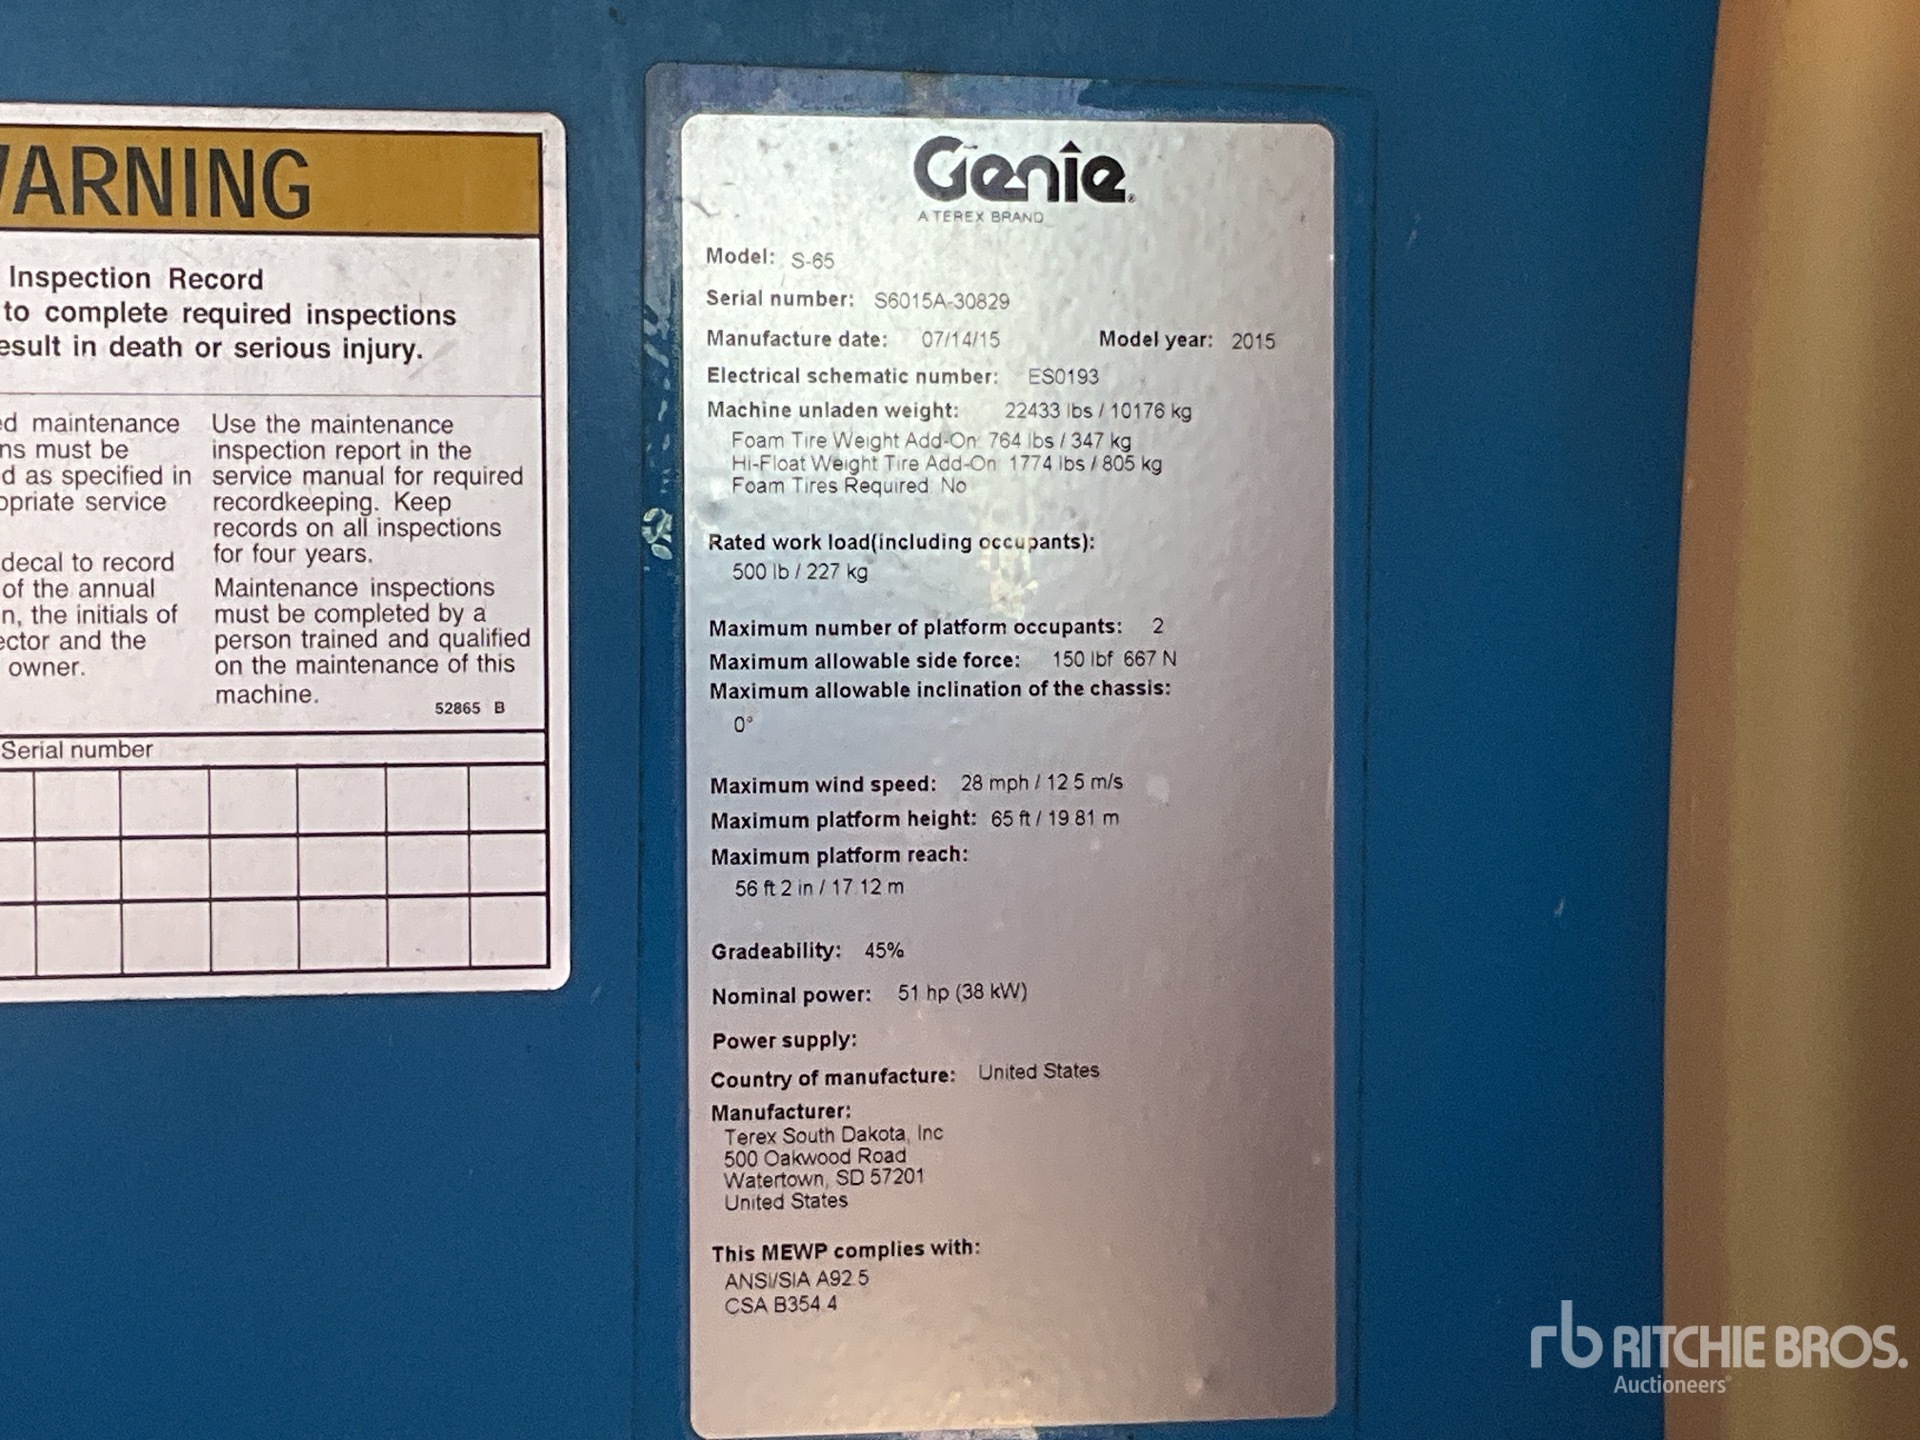 WARNING
Inspection Record
to complete required inspections
result in death or serious injury.
maintenance
must be
as specified in
service
decal to record
of the annual
the initials of
and the
owner.
Use the maintenance
inspection report in the
service manual for required
recordkeeping. Keep
records on all inspections
for four years.
Maintenance inspections
must be completed by a
person trained and qualified
on the maintenance of this
machine.
52865 B
Serial number
Genie
A TEREX BRAND
Model: S-65
Serial number: S6015A-30829
Manufacture date: 07/14/15 Model year: 2015
Electrical schematic number: ES0193
Machine unladen weight: 22433 lbs / 10176 kg
Foam Tire Weight Add-On: 764 lbs / 347 kg
Hi-Float Weight Tire Add-On: 1774 lbs / 805 kg
Foam Tires Required: No
Rated work load(including occupants):
500 lb / 227 kg
Maximum number of platform occupants: 2
Maximum allowable side force: 150 lbf 667 N
Maximum allowable inclination of the chassis:
0°
Maximum wind speed: 28 mph / 12.5 m/s
Maximum platform height: 65 ft / 19.81 m
Maximum platform reach:
56 ft 2 in / 17.12 m
Gradeability: 45%
Nominal power: 51 hp (38 kW)
Power supply:
Country of manufacture: United States
Manufacturer:
Terex South Dakota, Inc
500 Oakwood Road
Watertown, SD 57201
United States
This MEWP complies with:
ANSI/SIA A92.5
CSA B354.4
rb RITCHIE BROS.
Auctioneers